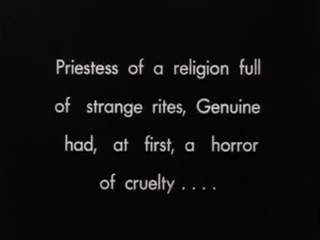 Priestess of a religion full
of strange rites, Genuine
had, at first, a horror
of cruelty . . . .